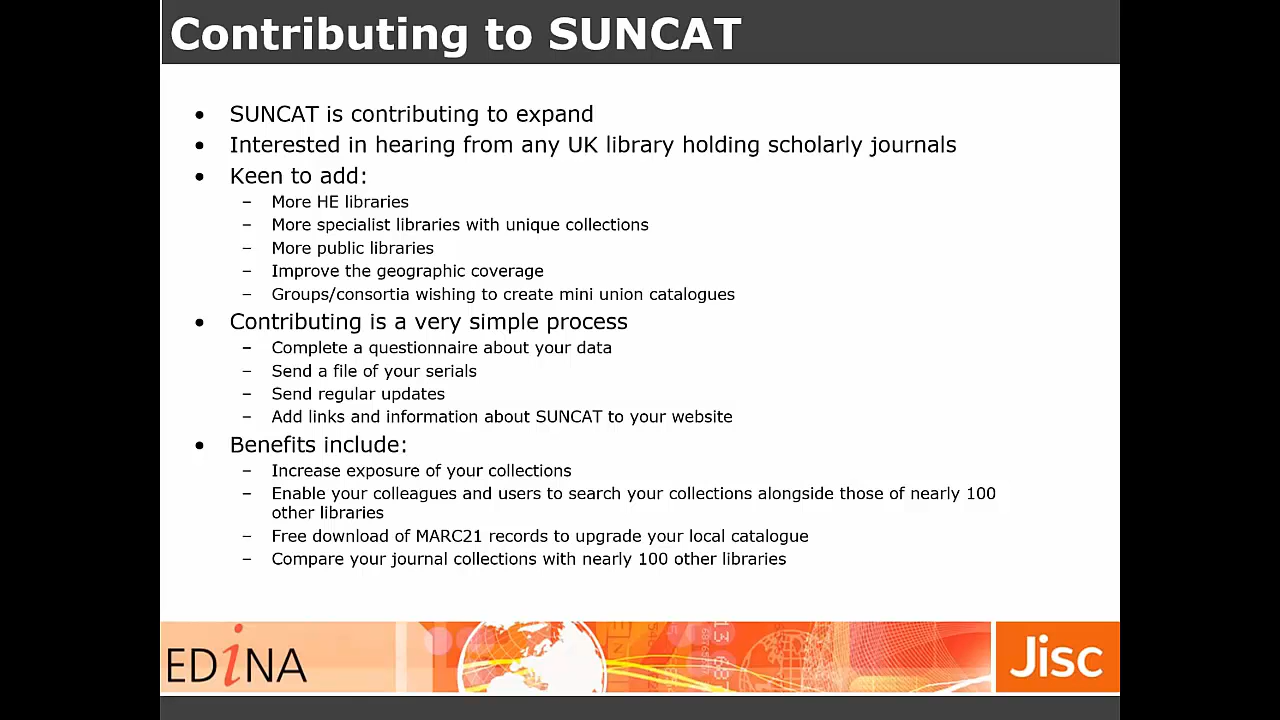 Contributing to SUNCAT
• SUNCAT is contributing to expand
• Interested in hearing from any UK library holding scholarly journals
• Keen to add:
– More HE libraries
– More specialist libraries with unique collections
– More public libraries
– Improve the geographic coverage
– Groups/consortia wishing to create mini union catalogues
• Contributing is a very simple process
– Complete a questionnaire about your data
– Send a file of your serials
– Send regular updates
– Add links and information about SUNCAT to your website
• Benefits include:
– Increase exposure of your collections
– Enable your colleagues and users to search your collections alongside those of nearly 100
other libraries
– Free download of MARC21 records to upgrade your local catalogue
– Compare your journal collections with nearly 100 other libraries
EDiNA
Jisc